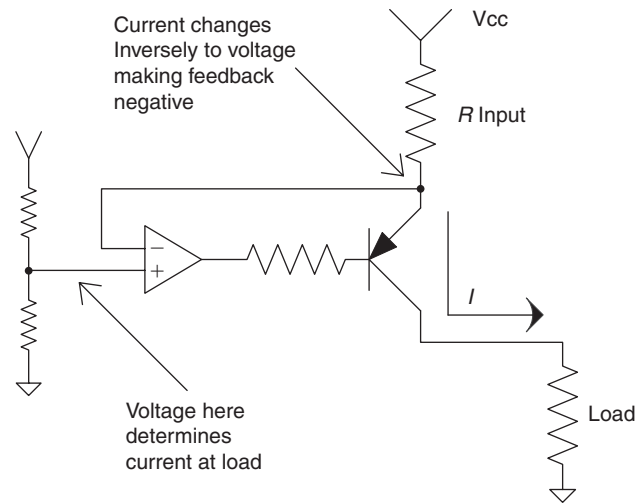 Current changes
Inversely to voltage
making feedback
negative
Vcc
R Input
−
+
I
Load
Voltage here
determines
current at load